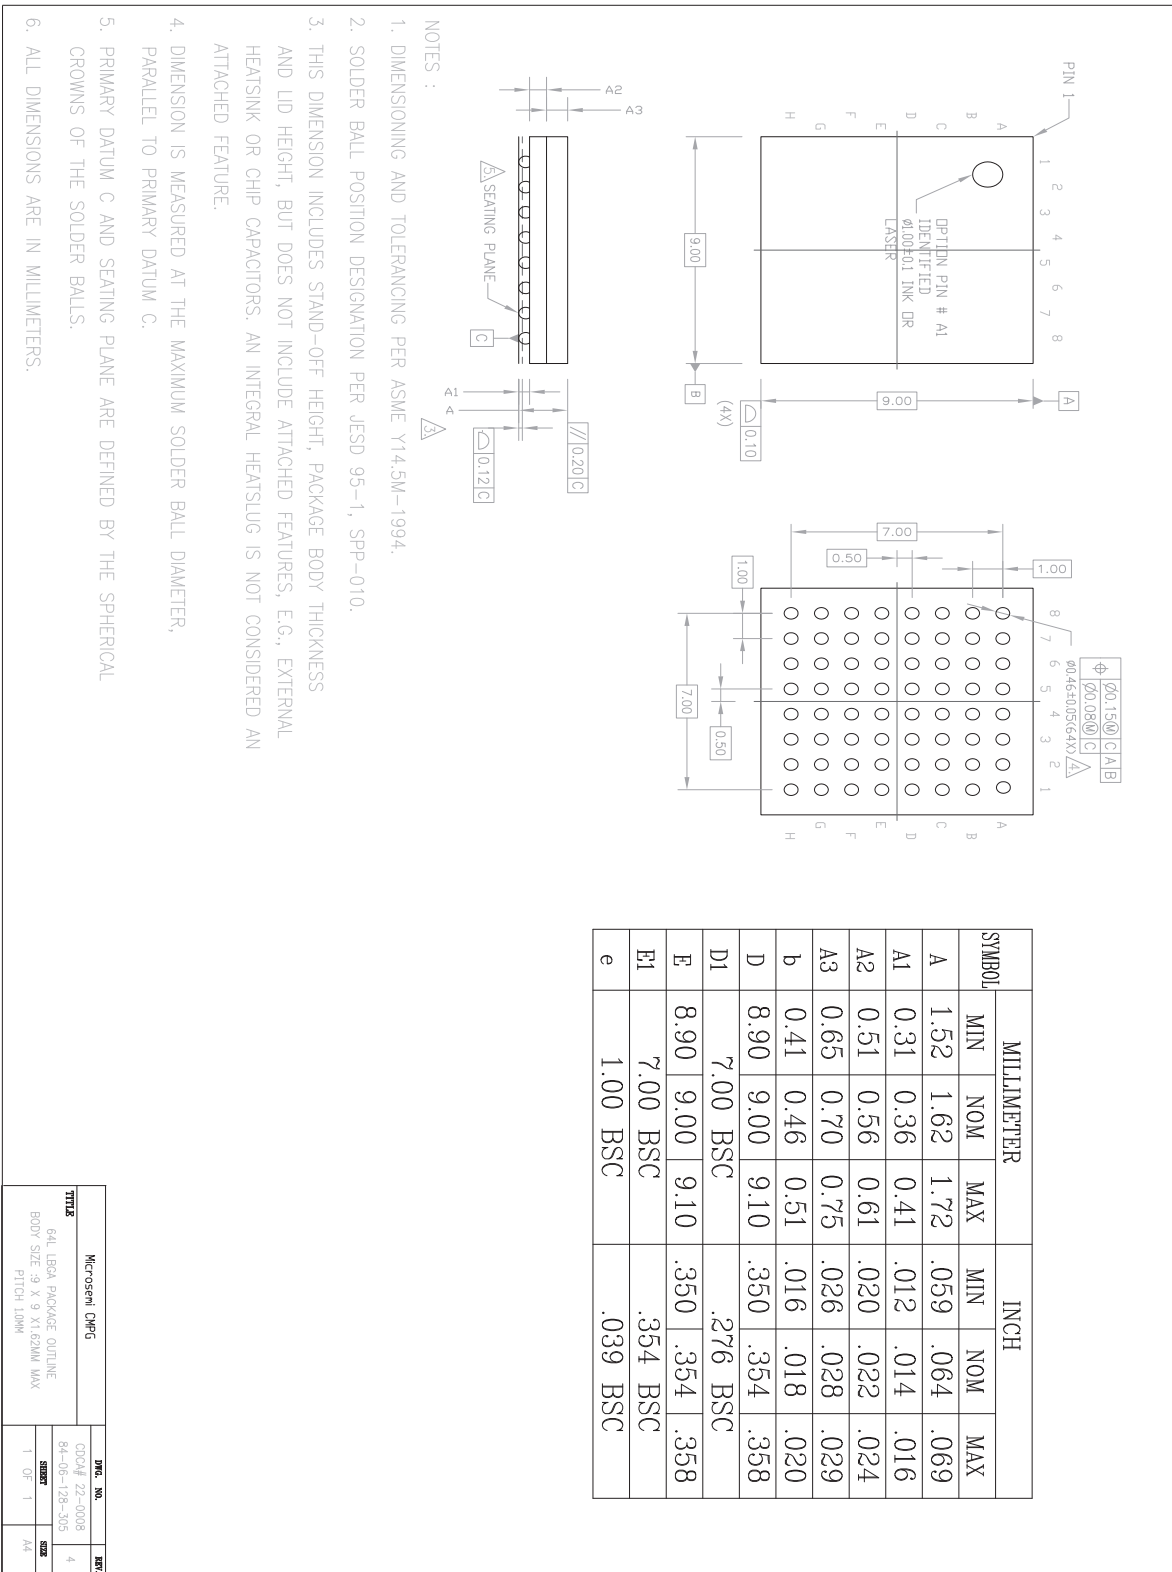 PIN 1
A
B
C
D
E
F
G
H
1
2
3
4
5
6
7
8
OPTION PIN # A1
IDENTIFIED
Ø1.00±0.1 INK OR
LASER
9.00
B
9.00
A
0.10
(4X)
7.00
0.50
1.00
1.00
7.00
0.50
8
7
6
5
4
3
2
1
A
B
C
D
E
F
G
H
Ø0.15Ⓜ C A B
Ø0.08Ⓜ C
Ø0.46±0.05(64X) 4.
A2
A3
5. SEATING PLANE
C
A1
A
3.
// 0.20 C
0.12 C
NOTES :
1. DIMENSIONING AND TOLERANCING PER ASME Y14.5M-1994.
2. SOLDER BALL POSITION DESIGNATION PER JESD 95-1, SPP-010.
3. THIS DIMENSION INCLUDES STAND-OFF HEIGHT, PACKAGE BODY THICKNESS
AND LID HEIGHT, BUT DOES NOT INCLUDE ATTACHED FEATURES, E.G., EXTERNAL
HEATSINK OR CHIP CAPACITORS. AN INTEGRAL HEATSLUG IS NOT CONSIDERED AN
ATTACHED FEATURE.
4. DIMENSION IS MEASURED AT THE MAXIMUM SOLDER BALL DIAMETER,
PARALLEL TO PRIMARY DATUM C.
5. PRIMARY DATUM C AND SEATING PLANE ARE DEFINED BY THE SPHERICAL
CROWNS OF THE SOLDER BALLS.
6. ALL DIMENSIONS ARE IN MILLIMETERS.
SYMBOL MILLIMETER INCH
MIN NOM MAX MIN NOM MAX
A 1.52 1.62 1.72 .059 .064 .069
A1 0.31 0.36 0.41 .012 .014 .016
A2 0.51 0.56 0.61 .020 .022 .024
A3 0.65 0.70 0.75 .026 .028 .029
b 0.41 0.46 0.51 .016 .018 .020
D 8.90 9.00 9.10 .350 .354 .358
D1 7.00 BSC .276 BSC
E 8.90 9.00 9.10 .350 .354 .358
E1 7.00 BSC .354 BSC
e 1.00 BSC .039 BSC
Microsemi CMPG
TITLE
64L LBGA PACKAGE OUTLINE
BODY SIZE :9 X 9 X1.62MM MAX
PITCH 1.0MM
DWG. NO. REV.
CDCA# 22-0008
84-06-128-305 4
SHEET SIZE
1 OF 1 A4